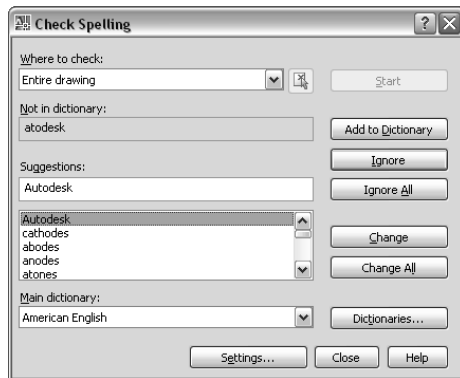 Check Spelling
Where to check:
Entire drawing
Start
Not in dictionary:
atodesk
Add to Dictionary
Ignore
Suggestions:
Autodesk
Ignore All
Autodesk
cathodes
abodes
anodes
atones
Change
Change All
Main dictionary:
American English
Dictionaries...
Settings...
Close
Help